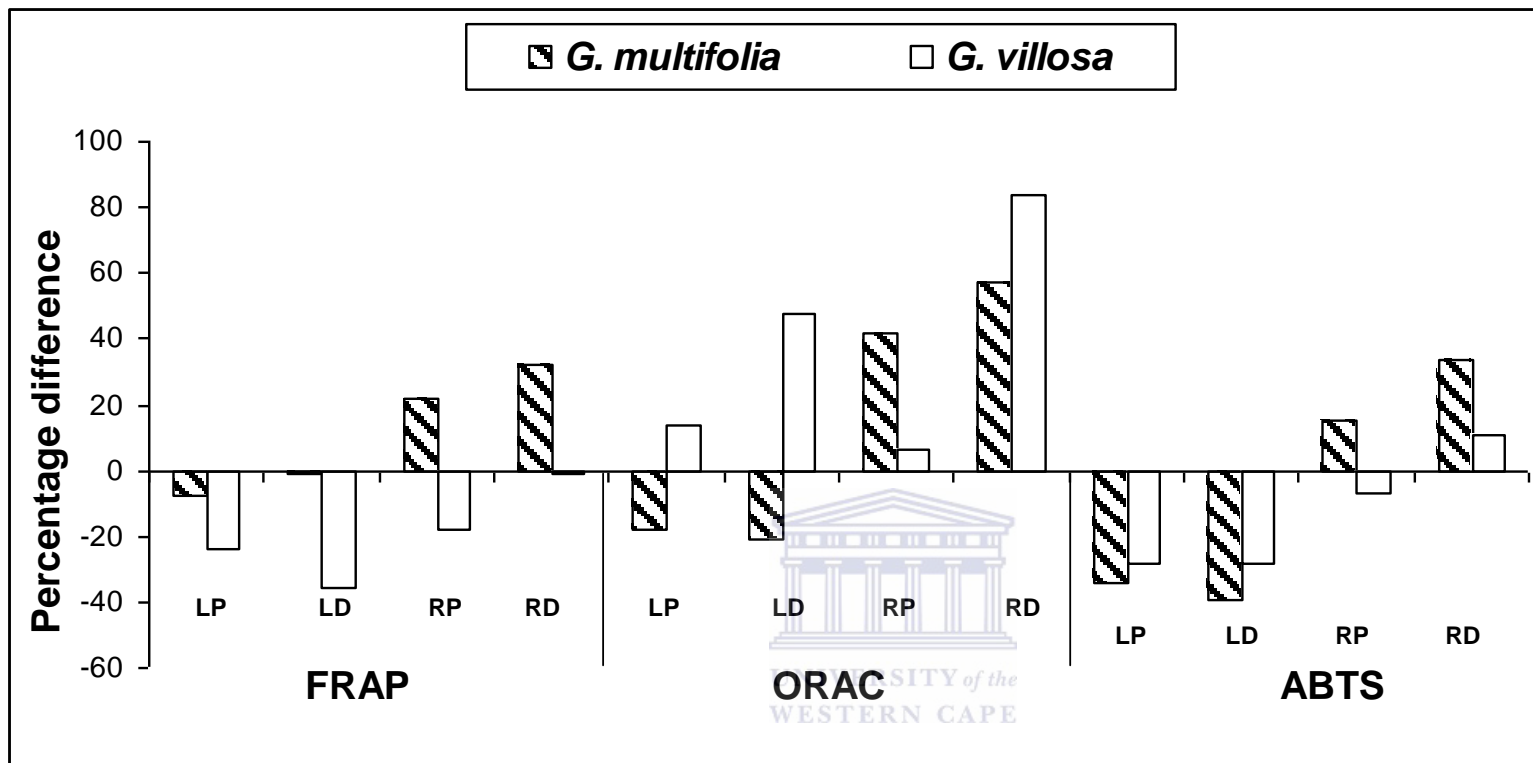 G. multifolia G. villosa
100
80
60
40
20
0
-20
-40
-60
Percentage difference
LP LD RP RD LP LD RP RD LP LD RP RD
FRAP ORAC ABTS
UNIVERSITY of the
WESTERN CAPE